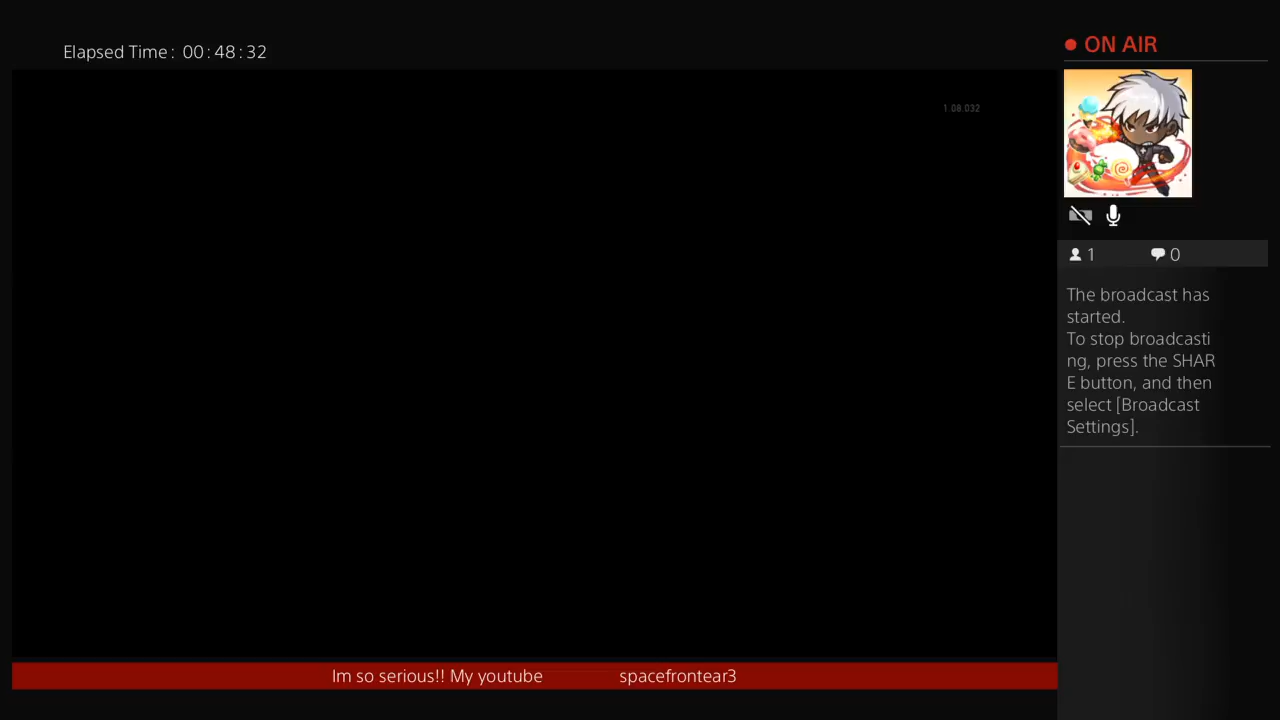 Elapsed Time: 00:48:32
ON AIR
1.08.032
1
0
The broadcast has
started.
To stop broadcasti
ng, press the SHAR
E button, and then
select [Broadcast
Settings].
Im so serious!! My youtube spacefrontear3